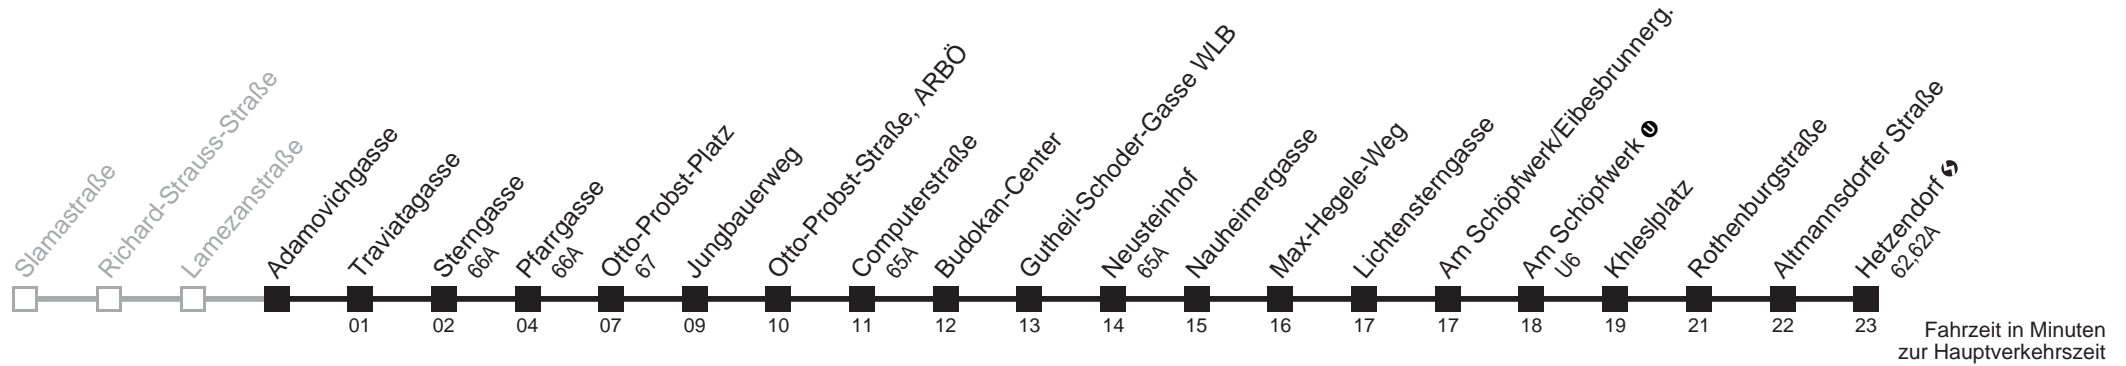 Slamastraße
Richard-Strauss-Straße
Lamezanstraße
Adamovichgasse
Traviatagasse
01
Sterngasse
66A
02
Pfarrgasse
66A
04
Otto-Probst-Platz
67
07
Jungbauerweg
09
Otto-Probst-Straße, ARBÖ
10
Computerstraße
65A
11
Budokan-Center
12
Gutheil-Schoder-Gasse WLB
13
Neusteinhof
65A
14
Nauheimergasse
15
Max-Hegele-Weg
16
Lichtensterngasse
17
Am Schöpfwerk/Eibesbrunnerg.
17
Am Schöpfwerk U
U6
18
Khleslplatz
19
Rothenburgstraße
21
Altmannsdorfer Straße
22
Hetzendorf
62,62A
23
Fahrzeit in Minuten
zur Hauptverkehrszeit